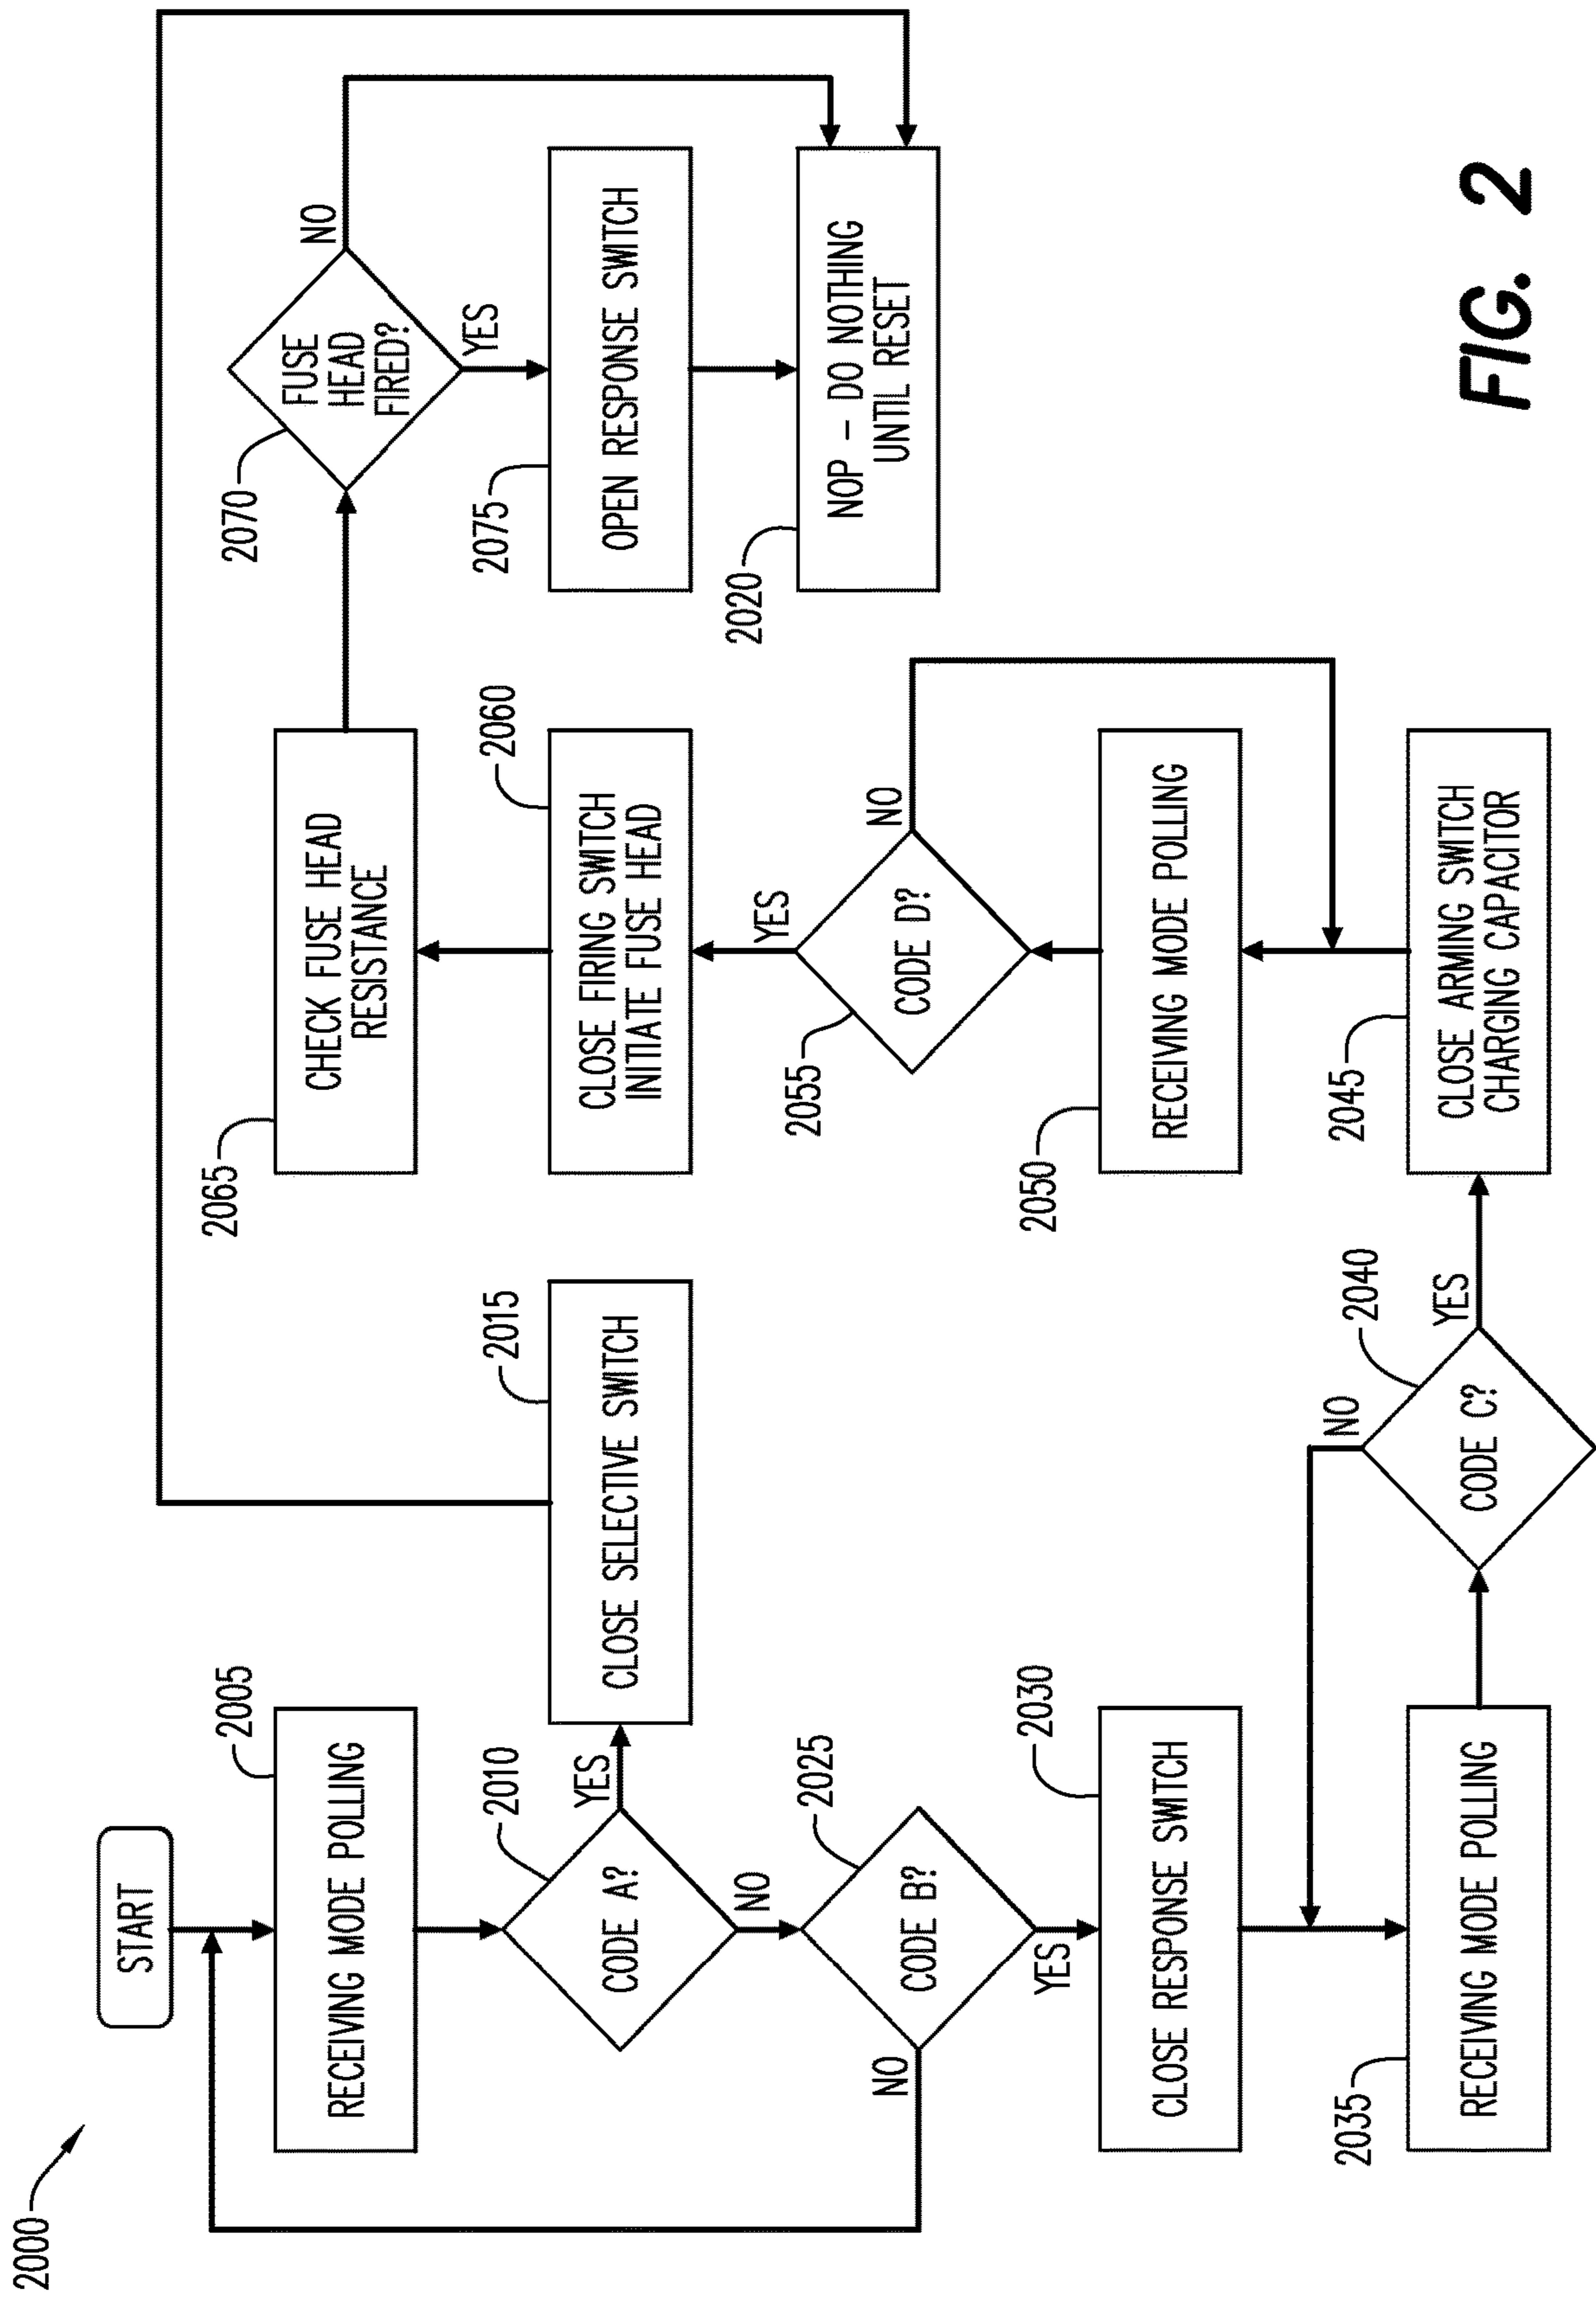 2000
START
2005
RECEIVING MODE POLLING
2010
CODE A?
YES
NO
2015
CLOSE SELECTIVE SWITCH
2025
CODE B?
NO
YES
2030
CLOSE RESPONSE SWITCH
2035
RECEIVING MODE POLLING
2040
CODE C?
NO
YES
2045
CLOSE ARMING SWITCH
CHARGING CAPACITOR
2050
RECEIVING MODE POLLING
2055
CODE D?
NO
YES
2060
CLOSE FIRING SWITCH
INITIATE FUSE HEAD
2065
CHECK FUSE HEAD
RESISTANCE
2070
FUSE
HEAD
FIRED?
NO
YES
2075
OPEN RESPONSE SWITCH
2020
NOP – DO NOTHING
UNTIL RESET
FIG. 2